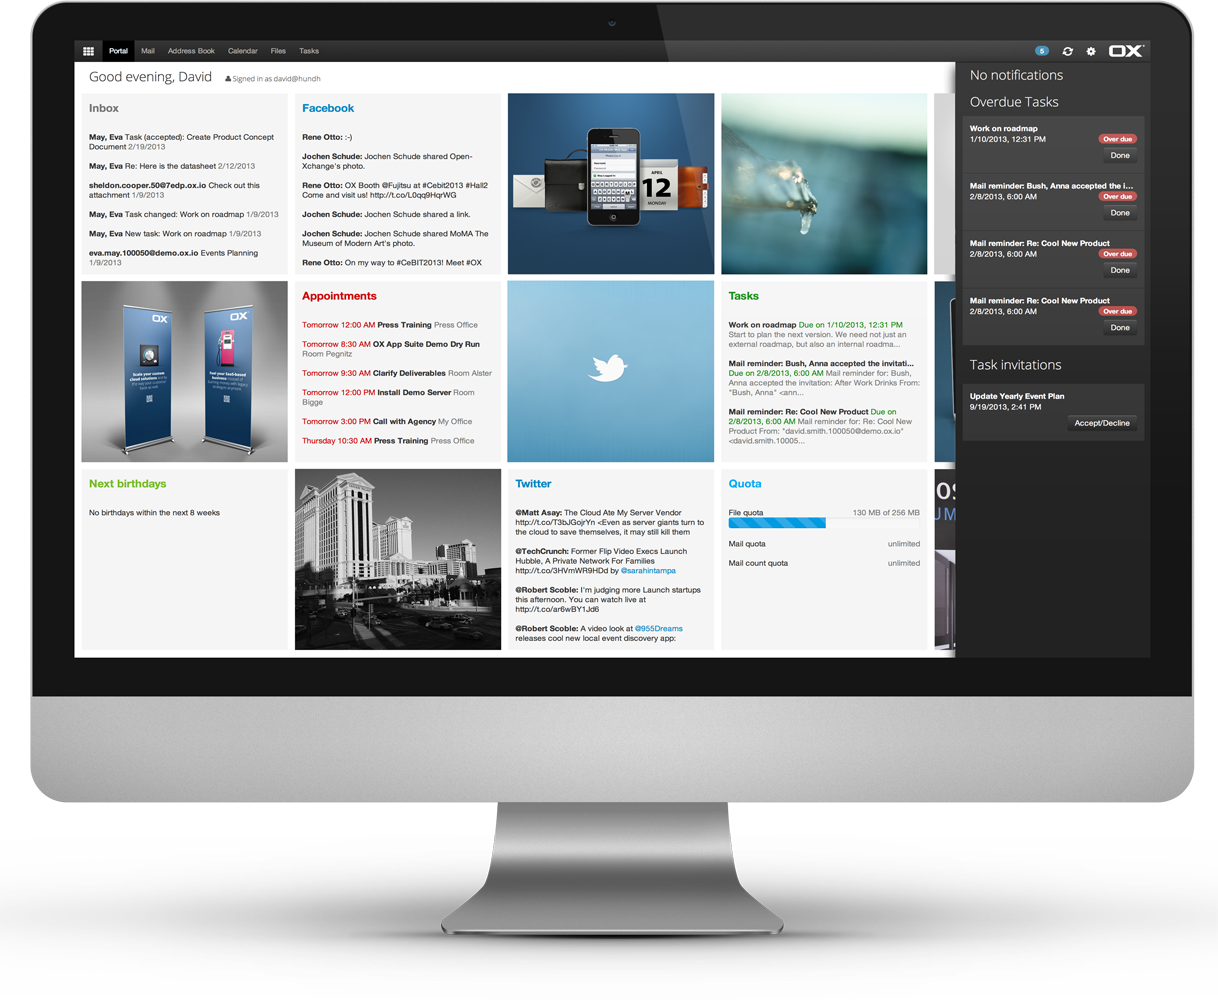 Portal Mail Address Book Calendar Files Tasks
5
OX
Good evening, David
Signed in as david@hundh
Inbox
May, Eva Task (accepted): Create Product Concept
Document 2/19/2013
May, Eva Re: Here is the datasheet 2/12/2013
sheldon.cooper.50@7edp.ox.io Check out this
attachment 1/9/2013
May, Eva Task changed: Work on roadmap 1/9/2013
May, Eva New task: Work on roadmap 1/9/2013
eva.may.100050@demo.ox.io Events Planning
1/9/2013
Facebook
Rene Otto: :-)
Jochen Schude: Jochen Schude shared Open-
Xchange's photo.
Rene Otto: OX Booth @Fujitsu at #Cebit2013 #Hall2
Come and visit us! http://t.co/L0qq9HqrWG
Jochen Schude: Jochen Schude shared a link.
Jochen Schude: Jochen Schude shared MoMA The
Museum of Modern Art's photo.
Rene Otto: On my way to #CeBIT2013! Meet #OX
APRIL
12
MONDAY
OX
Scale your custom
cloud solutions
OX
Feel your SaaS-based
business
Appointments
Tomorrow 12:00 AM Press Training Press Office
Tomorrow 8:30 AM OX App Suite Demo Dry Run
Room Pegnitz
Tomorrow 9:30 AM Clarify Deliverables Room Alster
Tomorrow 12:00 PM Install Demo Server Room
Bigge
Tomorrow 3:00 PM Call with Agency My Office
Thursday 10:30 AM Press Training Press Office
Tasks
Work on roadmap Due on 1/10/2013, 12:31 PM
Start to plan the next version. We need not just an
external roadmap, but also an internal roadma...
Mail reminder: Bush, Anna accepted the invitati...
Due on 2/8/2013, 6:00 AM Mail reminder for: Bush,
Anna accepted the invitation: After Work Drinks From:
"Bush, Anna" <ann...
Mail reminder: Re: Cool New Product Due on
2/8/2013, 6:00 AM Mail reminder for: Re: Cool New
Product From: "david.smith.100050@demo.ox.io"
<david.smith.10005...
Next birthdays
No birthdays within the next 8 weeks
Twitter
@Matt Asay: The Cloud Ate My Server Vendor
http://t.co/T3bJGojrYn <Even as server giants turn to
the cloud to save themselves, it may still kill them
@TechCrunch: Former Flip Video Execs Launch
Hubble, A Private Network For Families
http://t.co/3HVmWR9HDd by @sarahintampa
@Robert Scoble: I'm judging more Launch startups
this afternoon. You can watch live at
http://t.co/ar6wBY1Jd6
@Robert Scoble: A video look at @955Dreams
releases cool new local event discovery app:
Quota
File quota 130 MB of 256 MB
Mail quota unlimited
Mail count quota unlimited
OS
UM
No notifications
Overdue Tasks
Work on roadmap
1/10/2013, 12:31 PM Over due
Done
Mail reminder: Bush, Anna accepted the i...
2/8/2013, 6:00 AM Over due
Done
Mail reminder: Re: Cool New Product
2/8/2013, 6:00 AM Over due
Done
Mail reminder: Re: Cool New Product
2/8/2013, 6:00 AM Over due
Done
Task invitations
Update Yearly Event Plan
9/19/2013, 2:41 PM
Accept/Decline